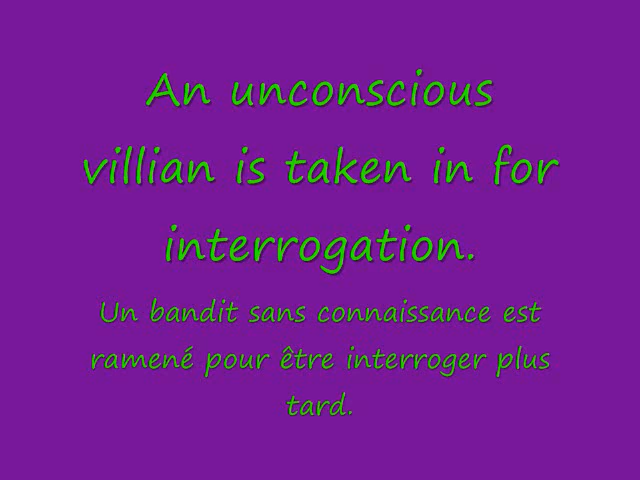 An unconscious
villian is taken in for
interrogation.
Un bandit sans connaissance est
ramené pour être interroger plus
tard.